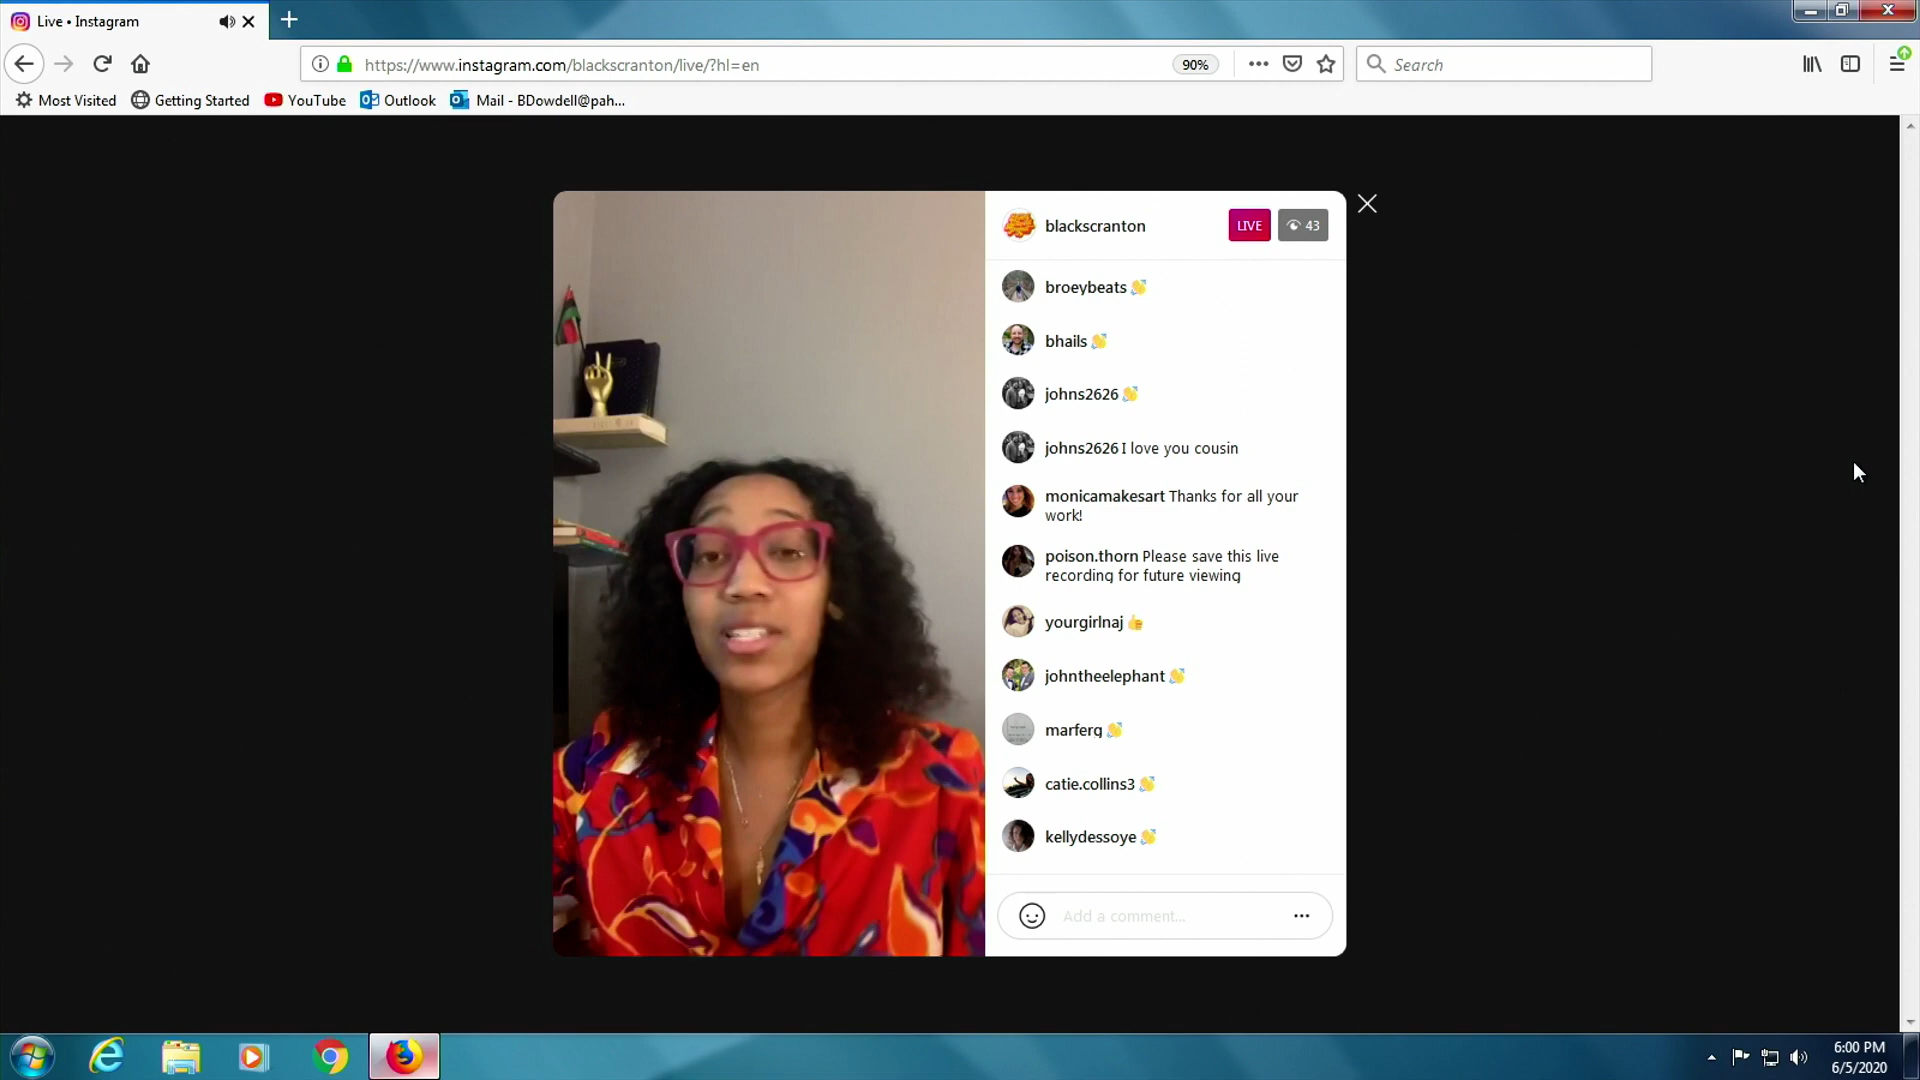 Live • Instagram
https://www.instagram.com/blackscranton/live/?hl=en
90%
Search
Most Visited
Getting Started
YouTube
Outlook
Mail - BDowdell@pah...
blackscranton
LIVE
43
broeybeats
bhails
johns2626
johns2626 I love you cousin
monicamakesart Thanks for all your
work!
poison.thorn Please save this live
recording for future viewing
yourgirlnaj
johntheelephant
marferg
catie.collins3
kellydessoye
Add a comment...
6:00 PM
6/5/2020